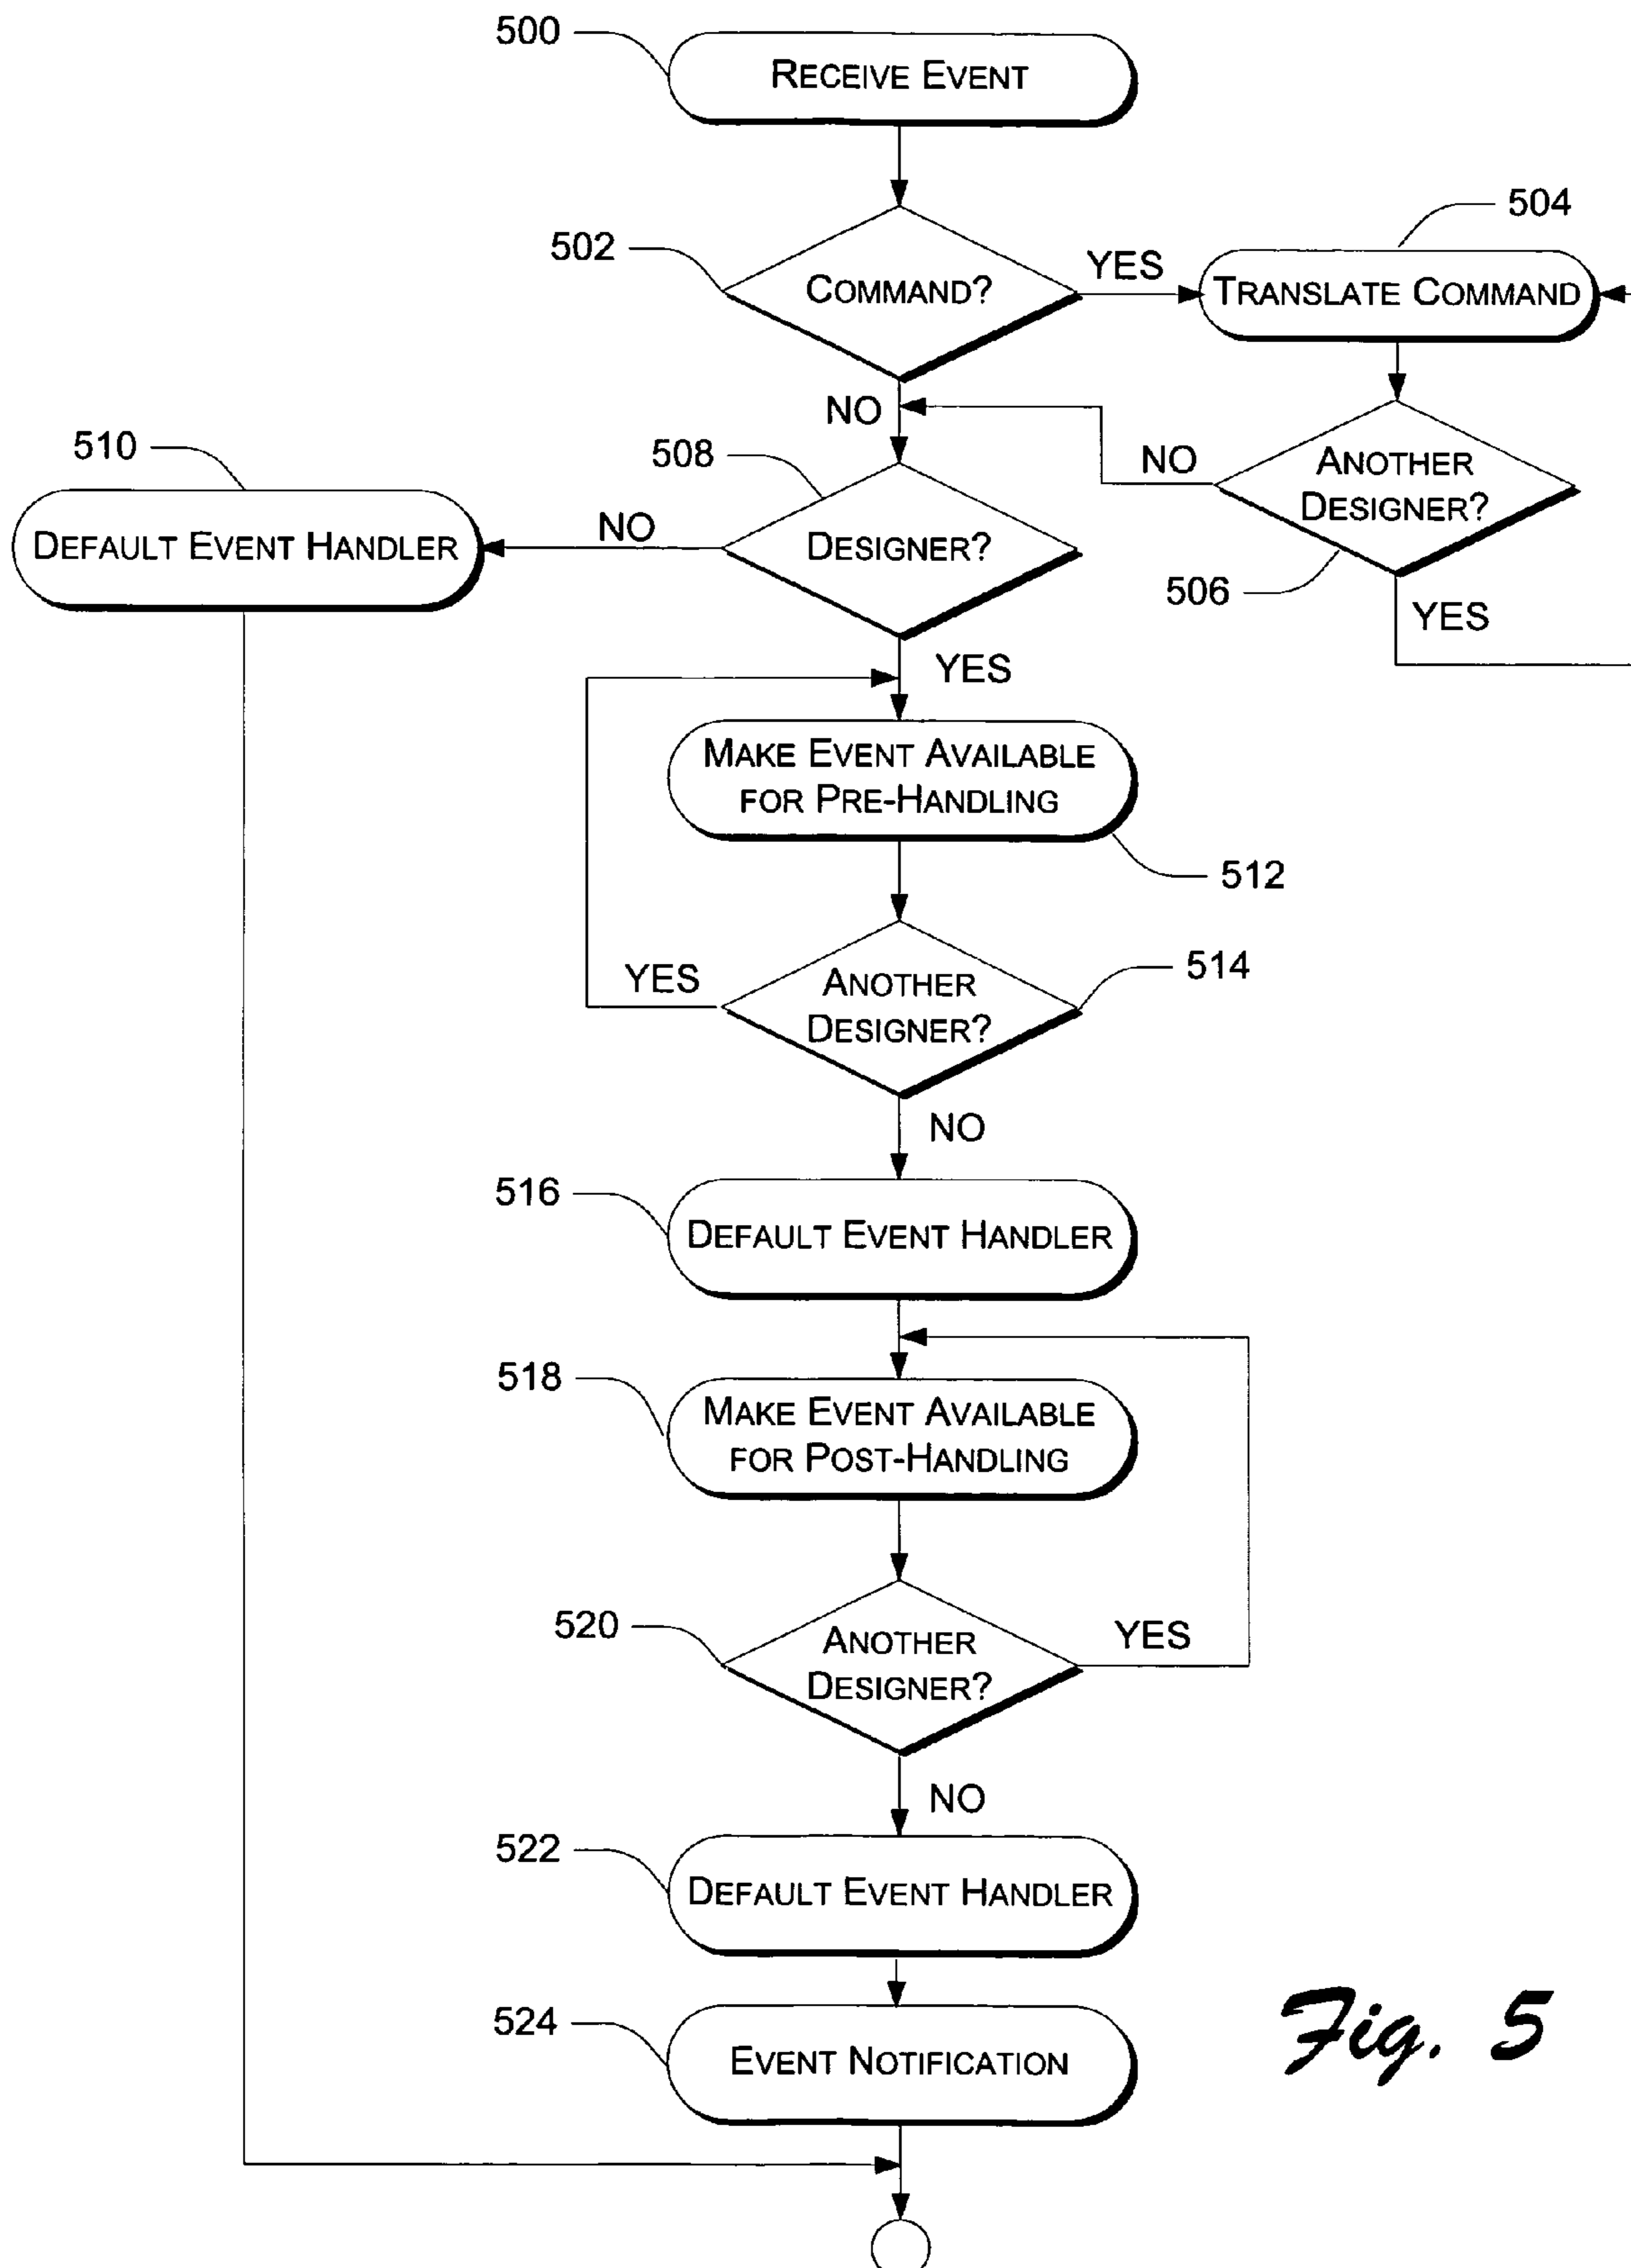 500
RECEIVE EVENT
504
502
COMMAND?
YES
TRANSLATE COMMAND
NO
510
508
NO
ANOTHER
DESIGNER?
DEFAULT EVENT HANDLER
NO
DESIGNER?
506
YES
YES
MAKE EVENT AVAILABLE
FOR PRE-HANDLING
512
514
YES
ANOTHER
DESIGNER?
NO
516
DEFAULT EVENT HANDLER
518
MAKE EVENT AVAILABLE
FOR POST-HANDLING
520
ANOTHER
DESIGNER?
YES
NO
522
DEFAULT EVENT HANDLER
524
EVENT NOTIFICATION
Fig. 5